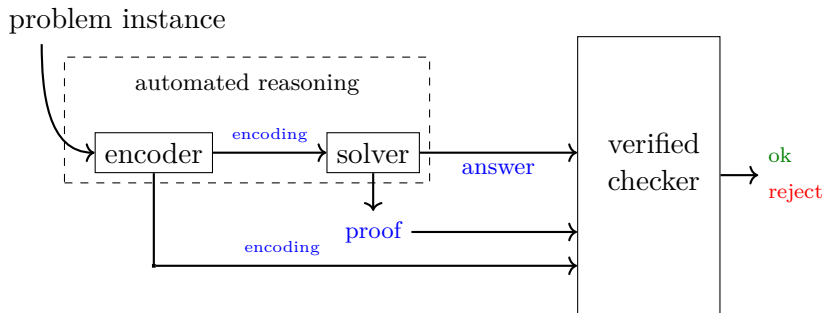 problem instance
automated reasoning
encoder
encoding
solver
answer
proof
encoding
verified
checker
ok
reject